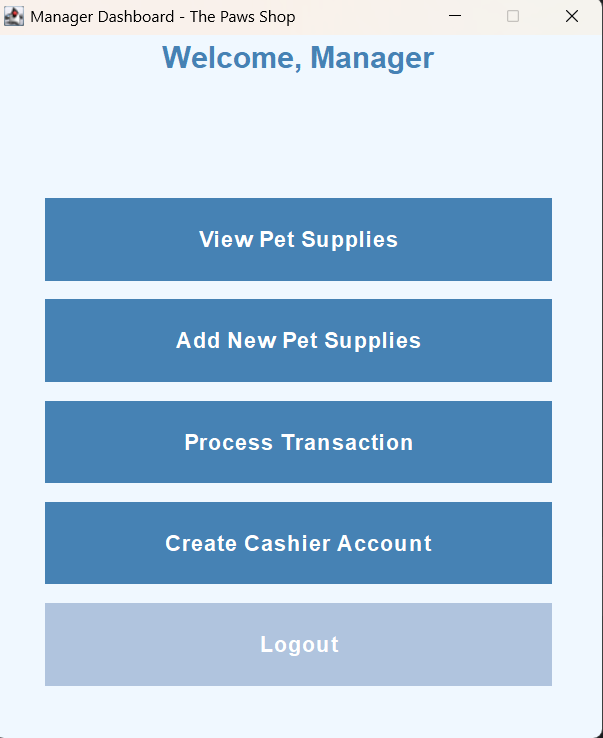 Manager Dashboard - The Paws Shop
Welcome, Manager
View Pet Supplies
Add New Pet Supplies
Process Transaction
Create Cashier Account
Logout